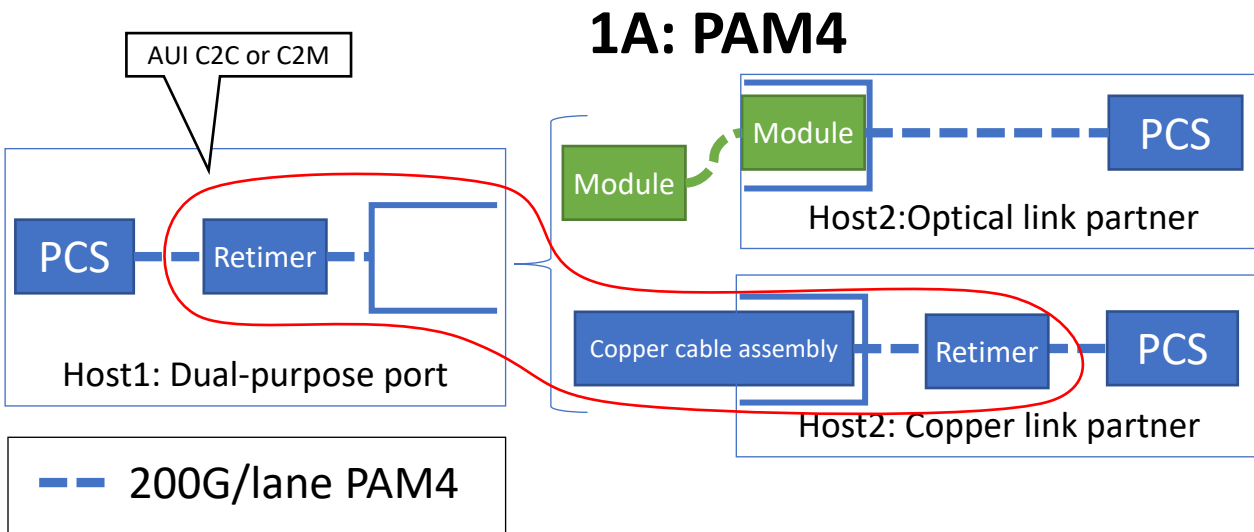 1A: PAM4
AUI C2C or C2M
Module
PCS
Module
Host2:Optical link partner
PCS
Retimer
Host1: Dual-purpose port
Copper cable assembly
Retimer
PCS
Host2: Copper link partner
200G/lane PAM4